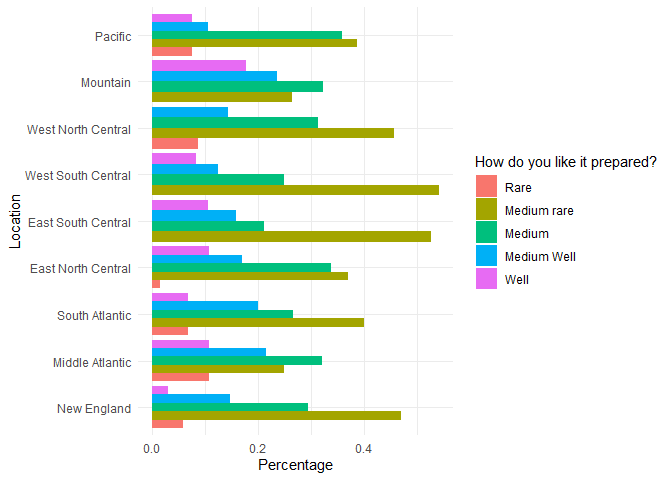 Pacific
Mountain
West North Central
West South Central
East South Central
East North Central
South Atlantic
Middle Atlantic
New England
Location
0.0 0.2 0.4
Percentage
How do you like it prepared?
Rare
Medium rare
Medium
Medium Well
Well